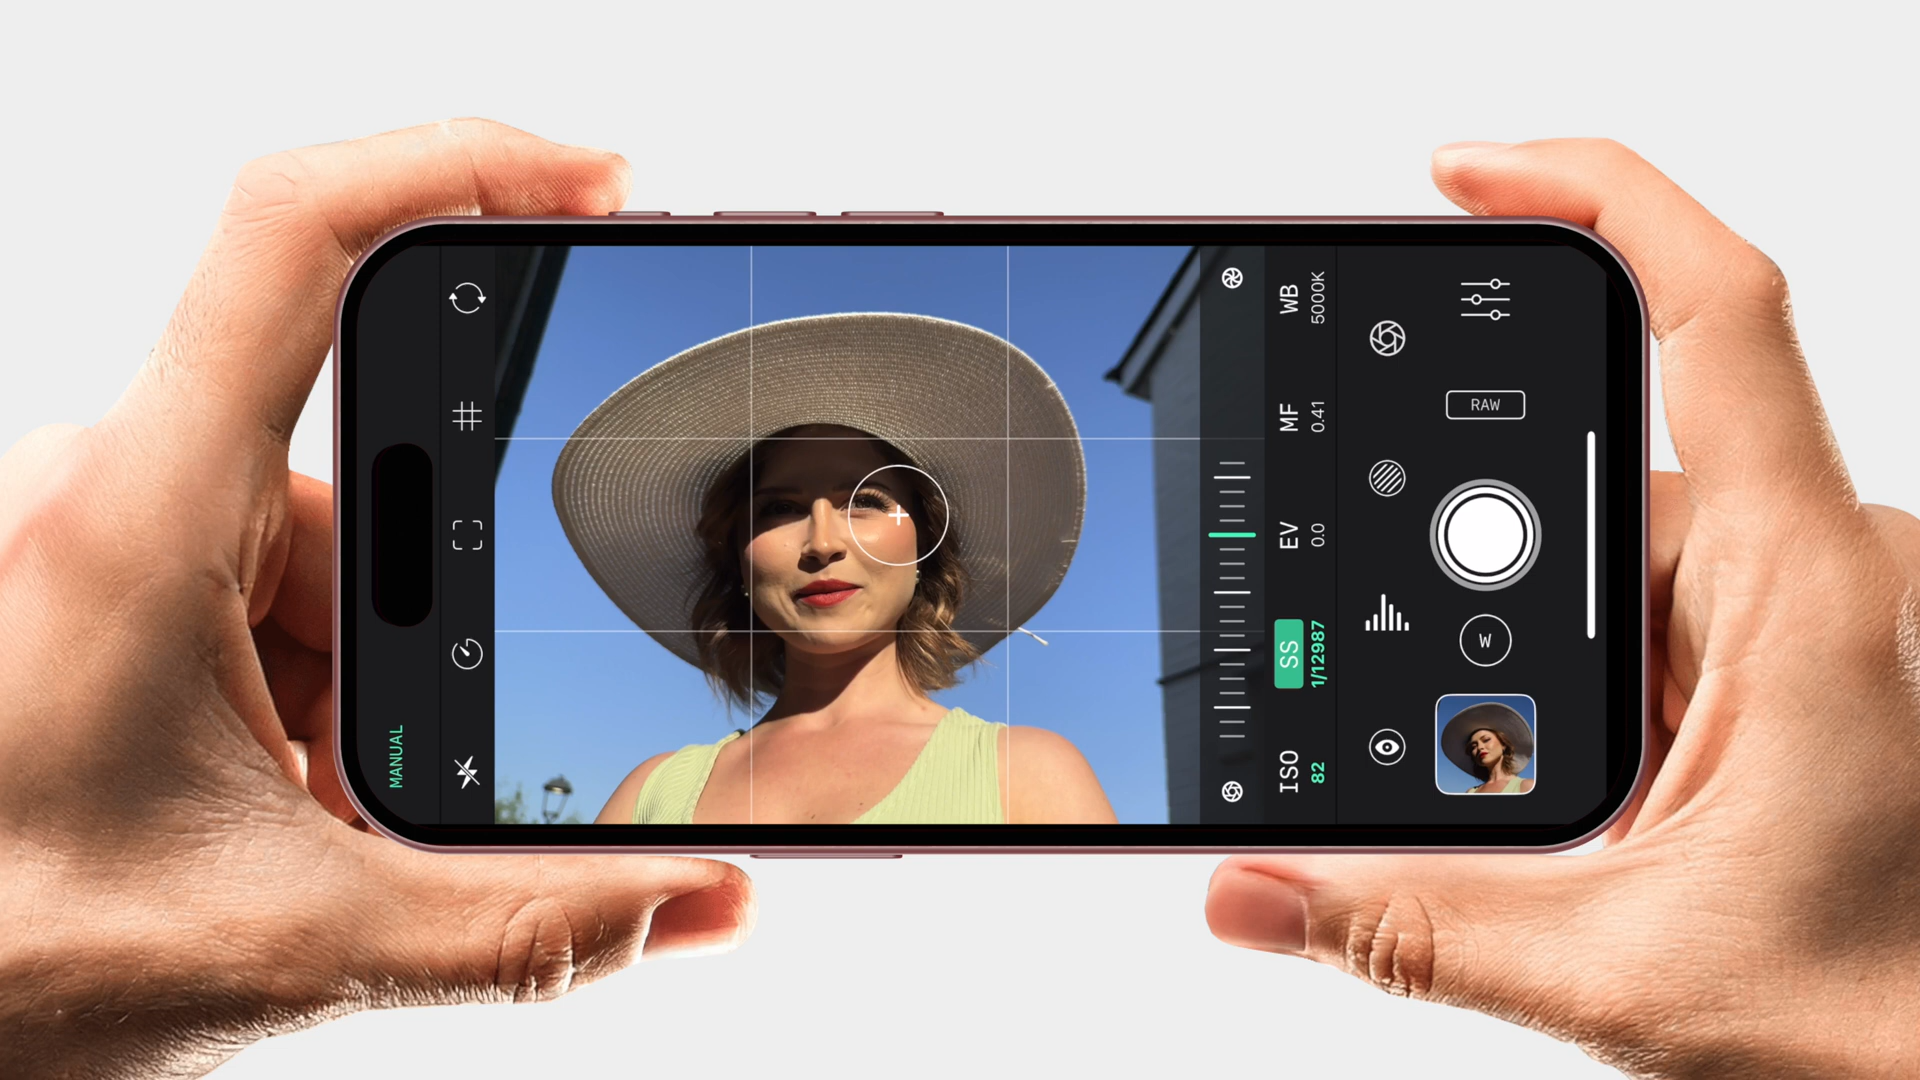 MANUAL
WB
5000K
MF
0.41
EV
0.0
SS
1/12987
ISO
82
RAW
W